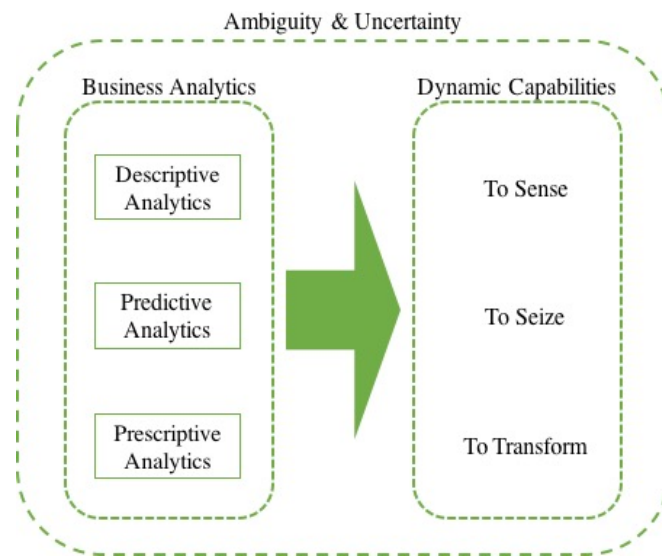 Ambiguity & Uncertainty
Business Analytics
Descriptive
Analytics
Predictive
Analytics
Prescriptive
Analytics
Dynamic Capabilities
To Sense
To Seize
To Transform